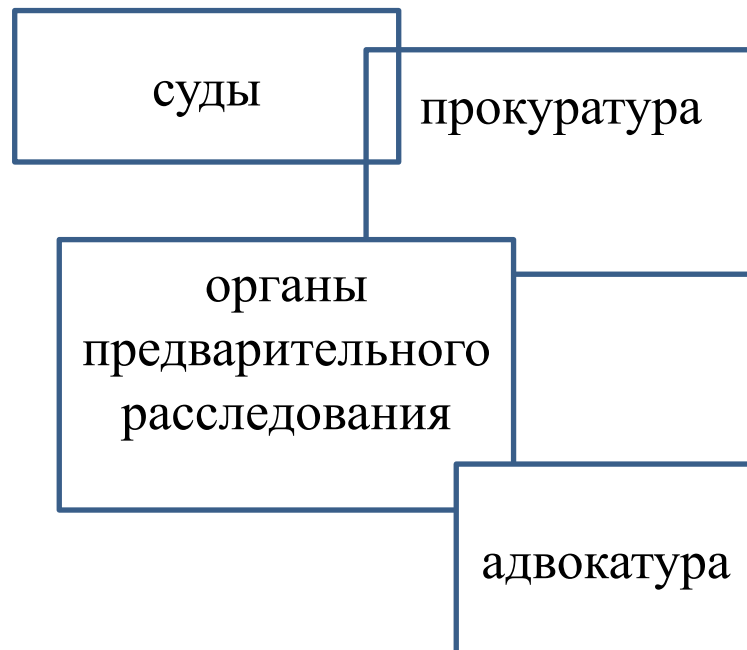 суды
прокуратура
органы
предварительного
расследования
адвокатура